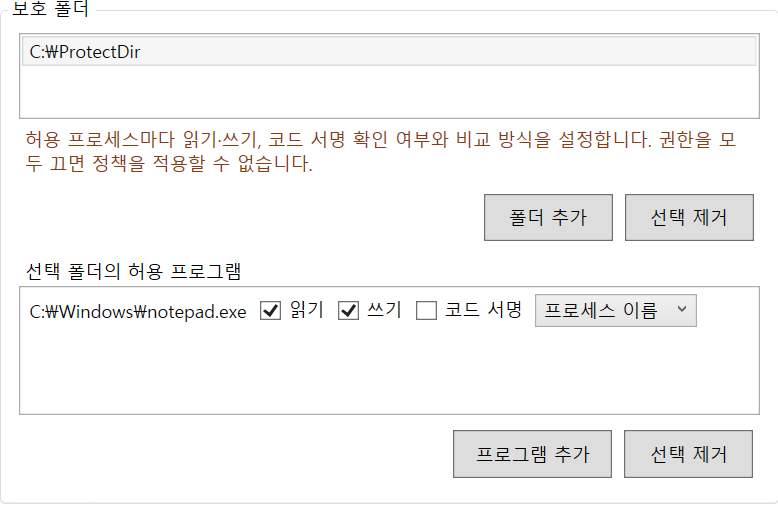 보호 폴더
C:₩ProtectDir
허용 프로세스마다 읽기·쓰기, 코드 서명 확인 여부와 비교 방식을 설정합니다. 권한을 모
두 끄면 정책을 적용할 수 없습니다.
폴더 추가 선택 제거
선택 폴더의 허용 프로그램
C:₩Windows₩notepad.exe 읽기 쓰기 코드 서명 프로세스 이름
프로그램 추가 선택 제거